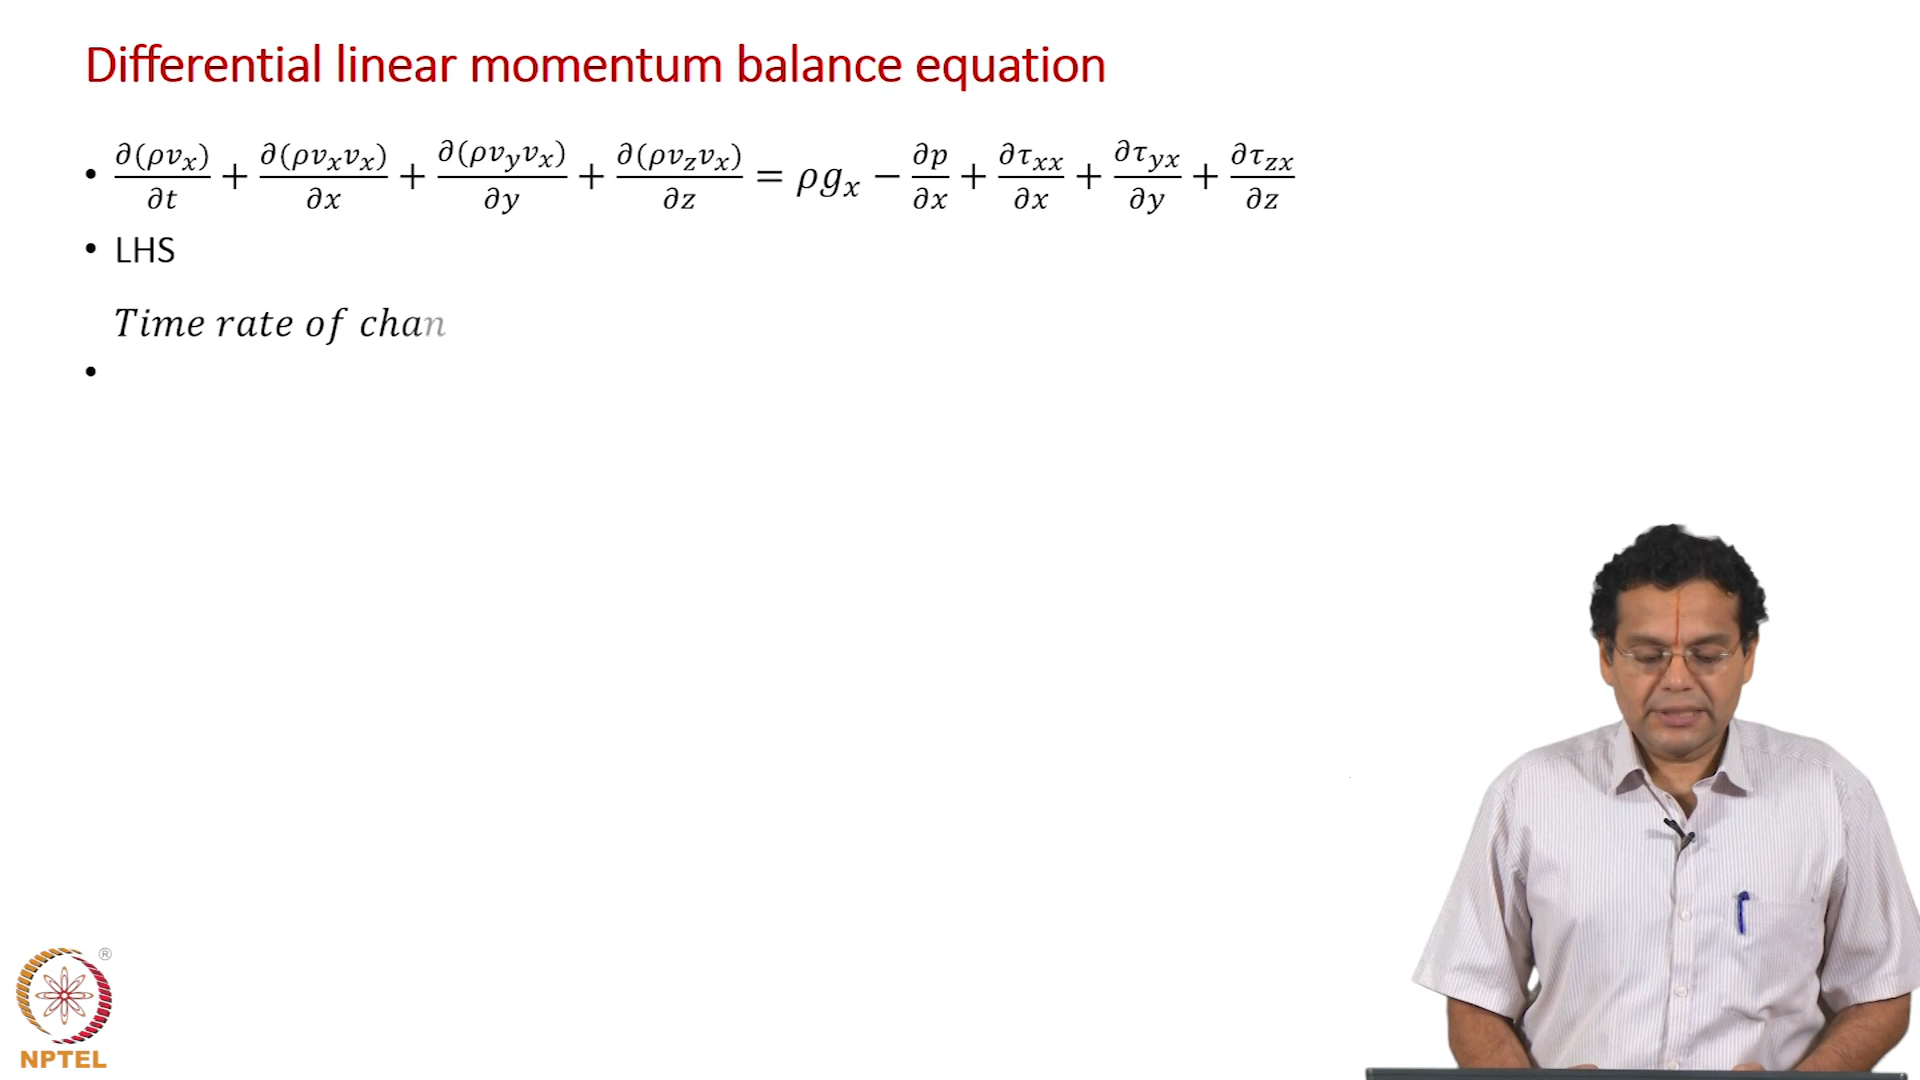 Differential linear momentum balance equation
• ∂(ρv_x)/∂t + ∂(ρv_xv_x)/∂x + ∂(ρv_yv_x)/∂y + ∂(ρv_zv_x)/∂z = ρg_x − ∂p/∂x + ∂τ_xx/∂x + ∂τ_yx/∂y + ∂τ_zx/∂z
• LHS
Time rate of chan
•
®
NPTEL